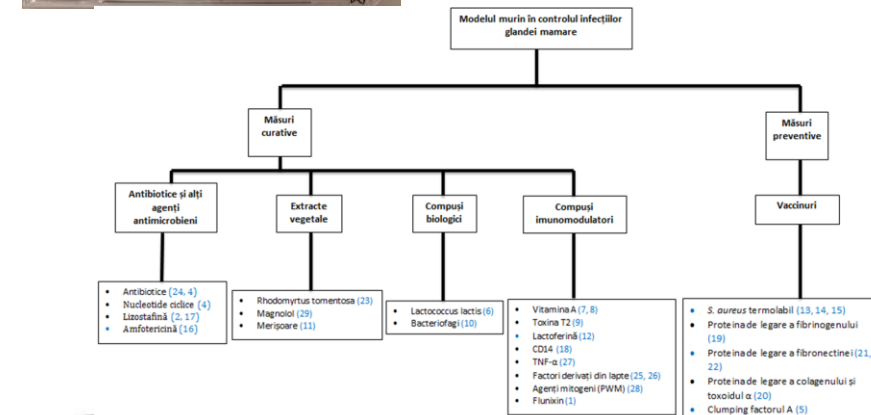 Modelul murin în controlul infecțiilor
glandei mamare
Măsuri
curative
Măsuri
preventive
Antibiotice și alți
agenți
antimicrobieni
Extracte
vegetale
Compuși
biologici
Compuși
imunomodulatori
Vaccinuri
• Antibiotice (24, 4)
• Nucleotide ciclice (4)
• Lizostafină (2, 17)
• Amfotericină (16)
• Rhodomyrtus tomentosa (23)
• Magnolol (29)
• Merișoare (11)
• Lactococcus lactis (6)
• Bacteriofagi (10)
• Vitamina A (7, 8)
• Toxina T2 (9)
• Lactoferină (12)
• CD14 (18)
• TNF-α (27)
• Factori derivați din lapte (25, 26)
• Agenți mitogeni (PWM) (28)
• Flunixin (1)
• S. aureus termolabil (13, 14, 15)
• Proteina de legare a fibrinogenului
(19)
• Proteina de legare a fibronectinei (21,
22)
• Proteina de legare a colagenului și
toxoidul α (20)
• Clumping factorul A (5)